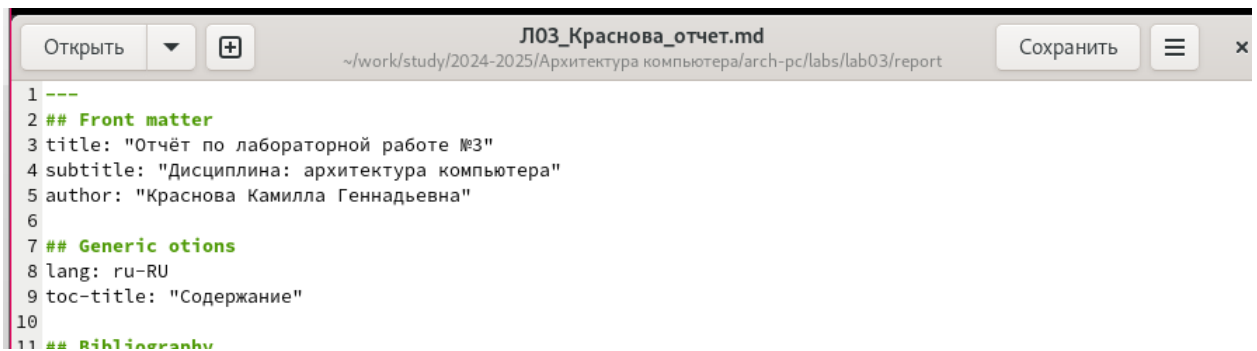 Открыть
Л03_Краснова_отчет.md
~/work/study/2024-2025/Архитектура компьютера/arch-pc/labs/lab03/report
Сохранить
1 ---
2 ## Front matter
3 title: "Отчёт по лабораторной работе №3"
4 subtitle: "Дисциплина: архитектура компьютера"
5 author: "Краснова Камилла Геннадьевна"
6
7 ## Generic otions
8 lang: ru-RU
9 toc-title: "Содержание"
10
11 ## Bibliography